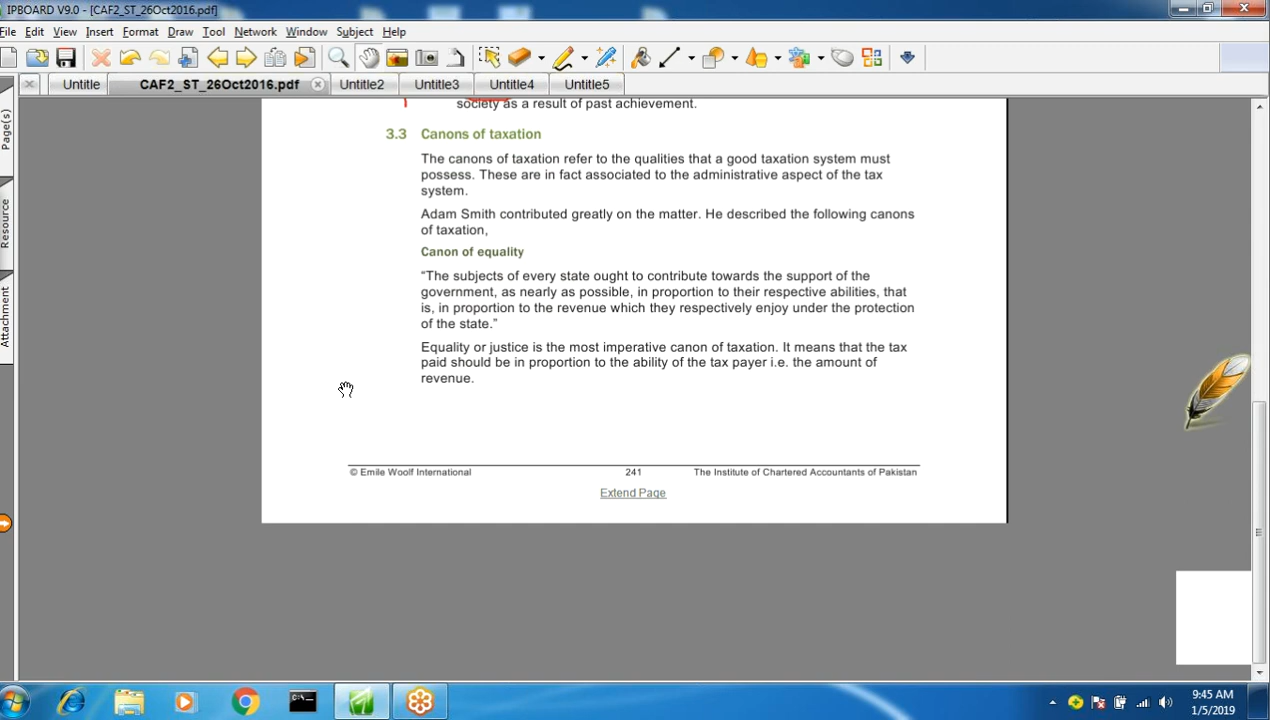 IPBOARD V9.0 - [CAF2_ST_26Oct2016.pdf]
File Edit View Insert Format Draw Tool Network Window Subject Help
Untitle CAF2_ST_26Oct2016.pdf Untitle2 Untitle3 Untitle4 Untitle5
Page(s)
Resource
Attachment
society as a result of past achievement.
3.3 Canons of taxation
The canons of taxation refer to the qualities that a good taxation system must
possess. These are in fact associated to the administrative aspect of the tax
system.
Adam Smith contributed greatly on the matter. He described the following canons
of taxation,
Canon of equality
“The subjects of every state ought to contribute towards the support of the
government, as nearly as possible, in proportion to their respective abilities, that
is, in proportion to the revenue which they respectively enjoy under the protection
of the state.”
Equality or justice is the most imperative canon of taxation. It means that the tax
paid should be in proportion to the ability of the tax payer i.e. the amount of
revenue.
© Emile Woolf International 241 The Institute of Chartered Accountants of Pakistan
Extend Page
9:45 AM
1/5/2019